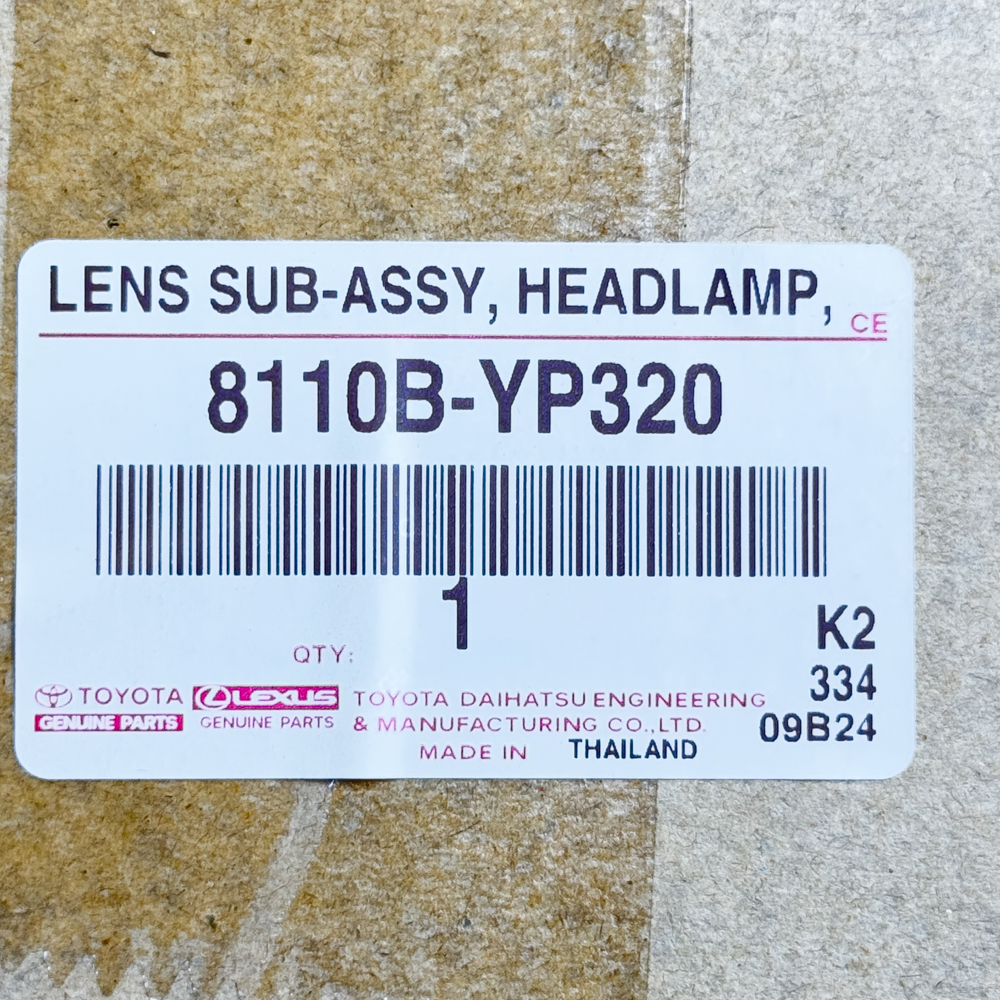 LENS SUB-ASSY, HEADLAMP, CE
8110B-YP320
1
QTY:
K2
334
09B24
TOYOTA
GENUINE PARTS
LEXUS
GENUINE PARTS
TOYOTA DAIHATSU ENGINEERING
& MANUFACTURING CO.,LTD.
MADE IN THAILAND